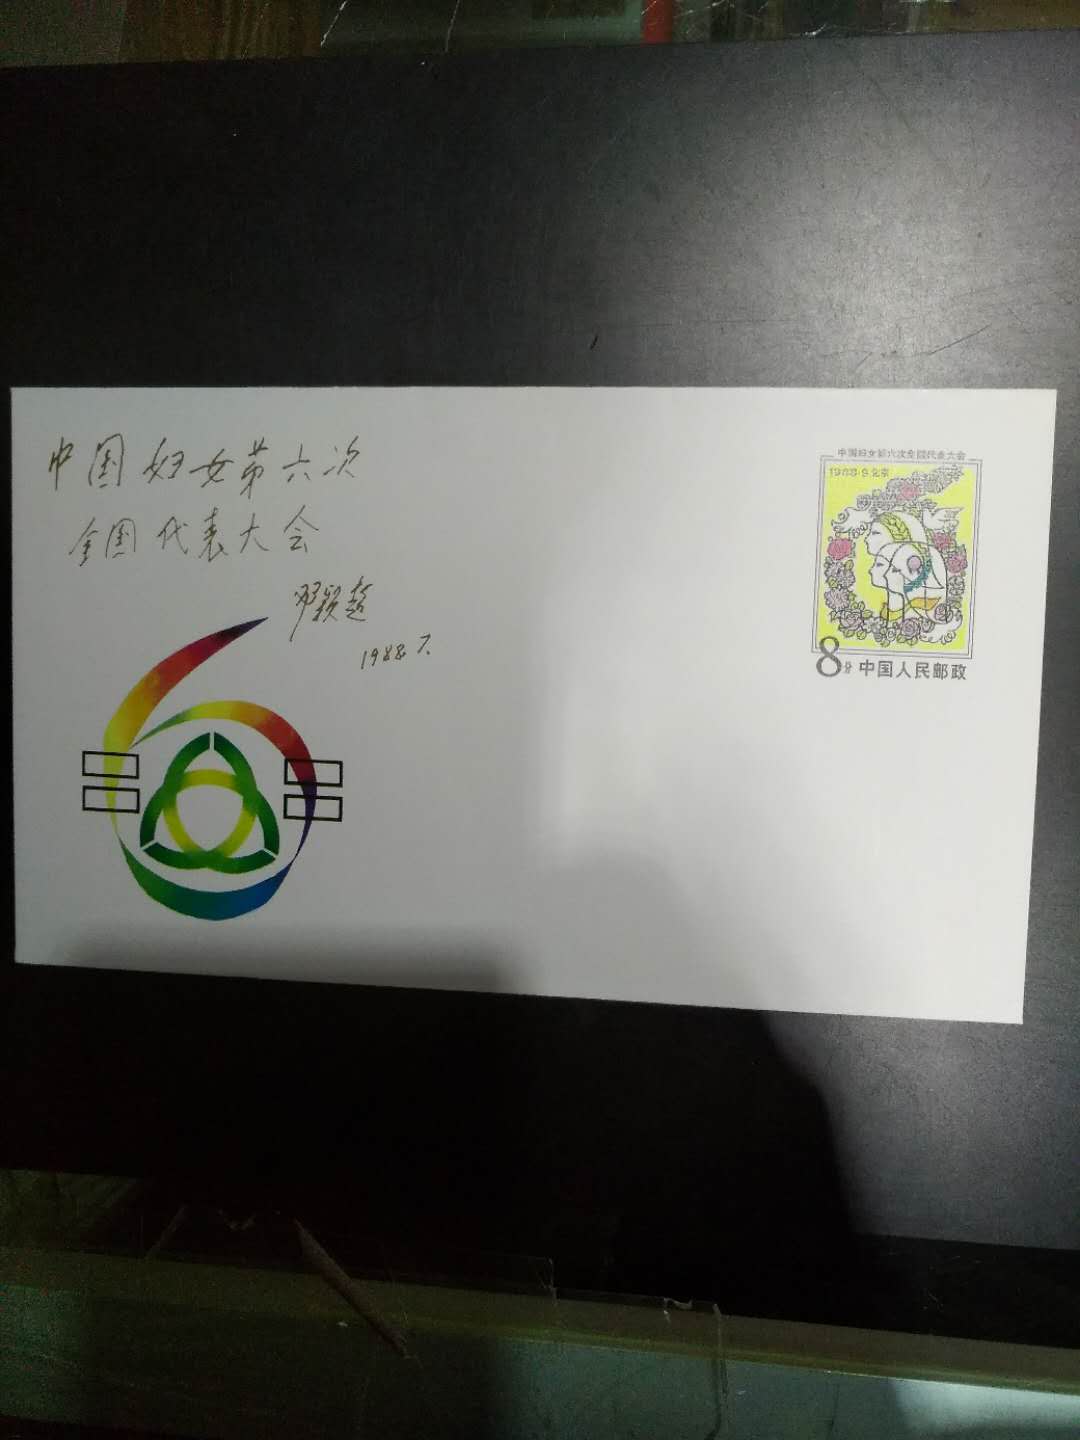 中国妇女第六次
全国代表大会
邓颖超
1988.7.
中国妇女第六次全国代表大会
1988.9.北京
8分 中国人民邮政